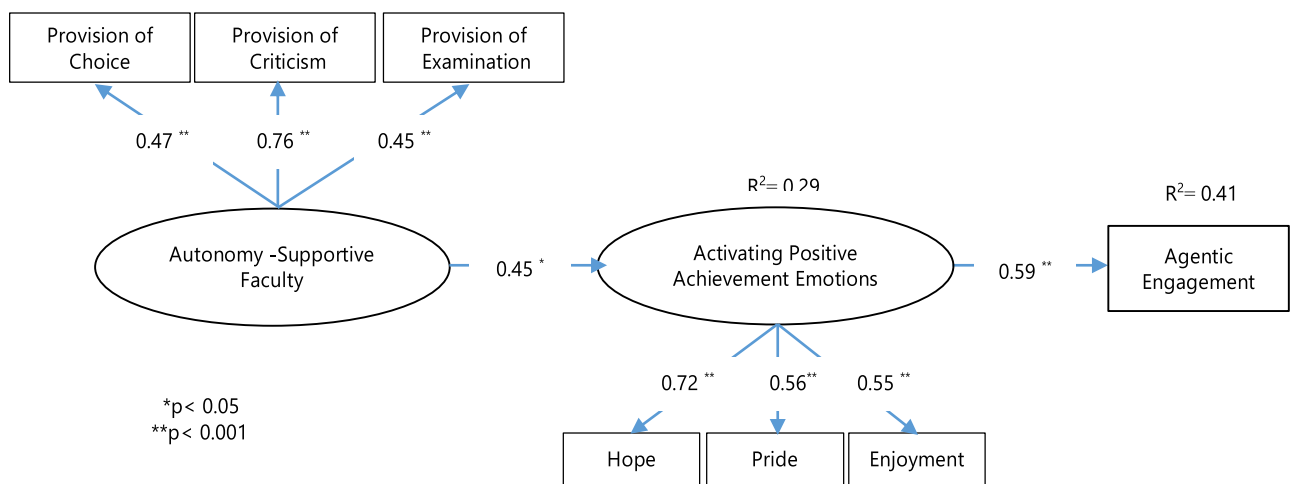 Provision of
Choice
Provision of
Criticism
Provision of
Examination
0.47 **
0.76 **
0.45 **
R²= 0.29
R²= 0.41
Autonomy -Supportive
Faculty
0.45 *
Activating Positive
Achievement Emotions
0.59 **
Agentic
Engagement
0.72 **
0.56**
0.55 **
*p< 0.05
**p< 0.001
Hope
Pride
Enjoyment